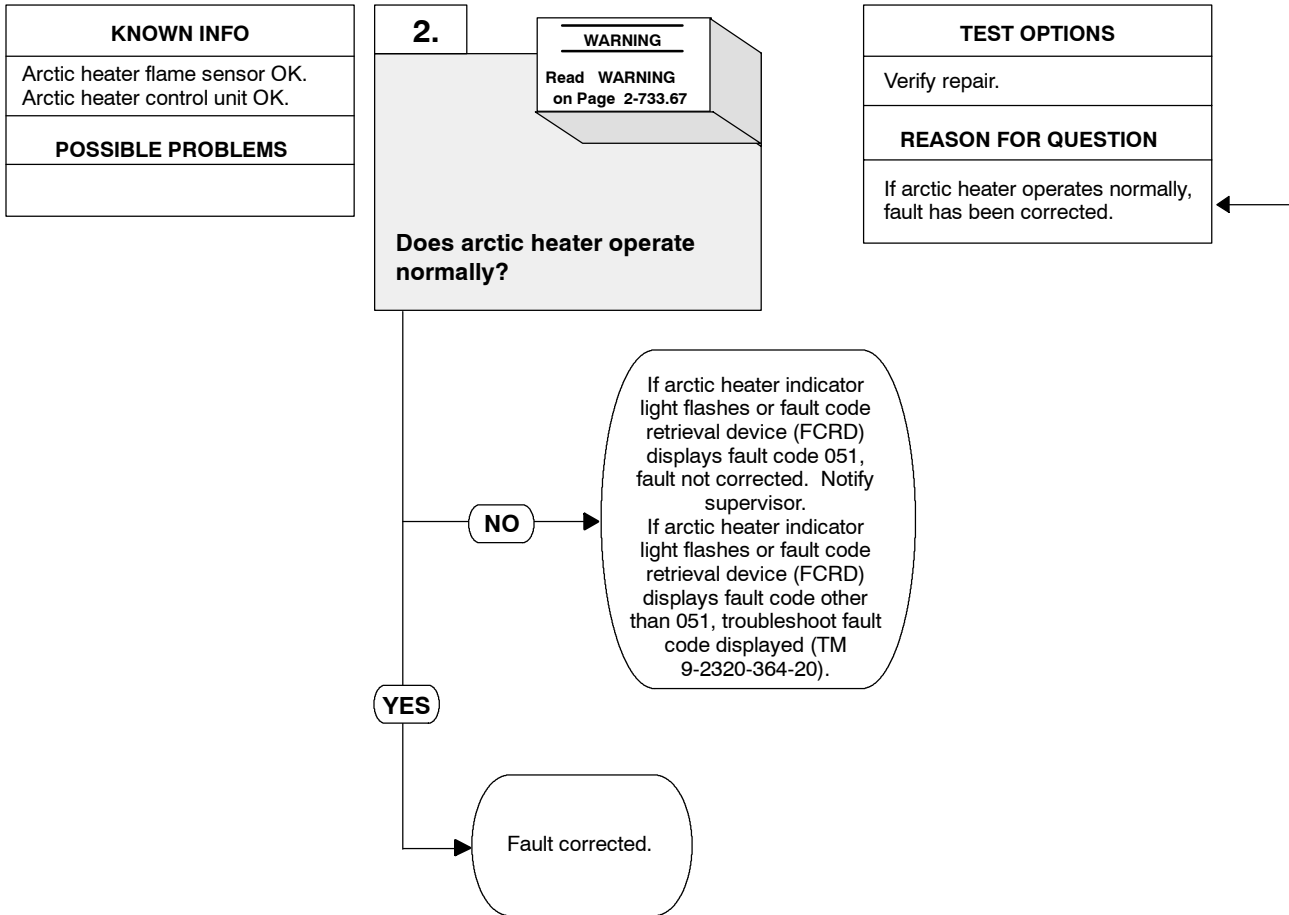 KNOWN INFO
Arctic heater flame sensor OK.
Arctic heater control unit OK.
POSSIBLE PROBLEMS
2.
WARNING
Read WARNING
on Page 2-733.67
Does arctic heater operate
normally?
TEST OPTIONS
Verify repair.
REASON FOR QUESTION
If arctic heater operates normally,
fault has been corrected.
NO
If arctic heater indicator
light flashes or fault code
retrieval device (FCRD)
displays fault code 051,
fault not corrected. Notify
supervisor.
If arctic heater indicator
light flashes or fault code
retrieval device (FCRD)
displays fault code other
than 051, troubleshoot fault
code displayed (TM
9-2320-364-20).
YES
Fault corrected.